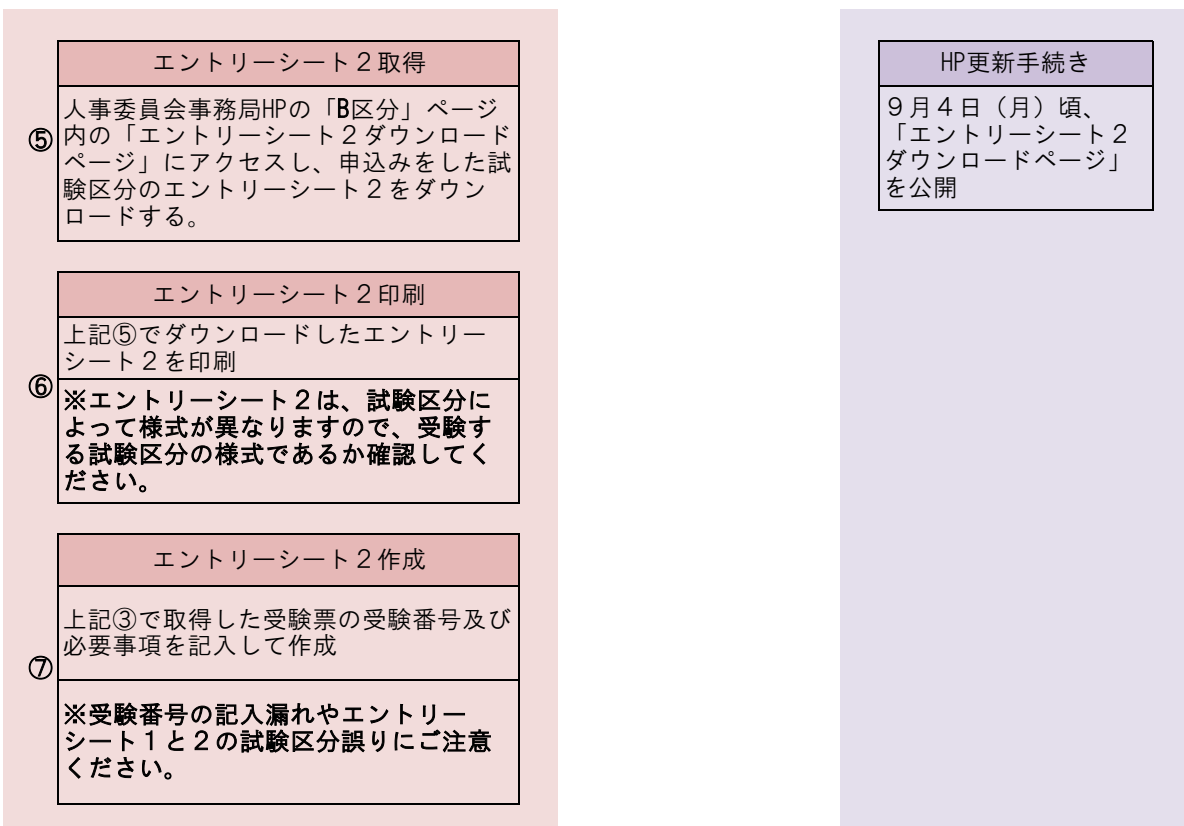 エントリーシート２取得
⑤
人事委員会事務局HPの「B区分」ページ
内の「エントリーシート２ダウンロード
ページ」にアクセスし、申込みをした試
験区分のエントリーシート２をダウン
ロードする。
エントリーシート２印刷
上記⑤でダウンロードしたエントリー
シート２を印刷
⑥
※エントリーシート２は、試験区分に
よって様式が異なりますので、受験す
る試験区分の様式であるか確認してく
ださい。
エントリーシート２作成
上記③で取得した受験票の受験番号及び
必要事項を記入して作成
⑦
※受験番号の記入漏れやエントリー
シート１と２の試験区分誤りにご注意
ください。
HP更新手続き
９月４日（月）頃、
「エントリーシート２
ダウンロードページ」
を公開